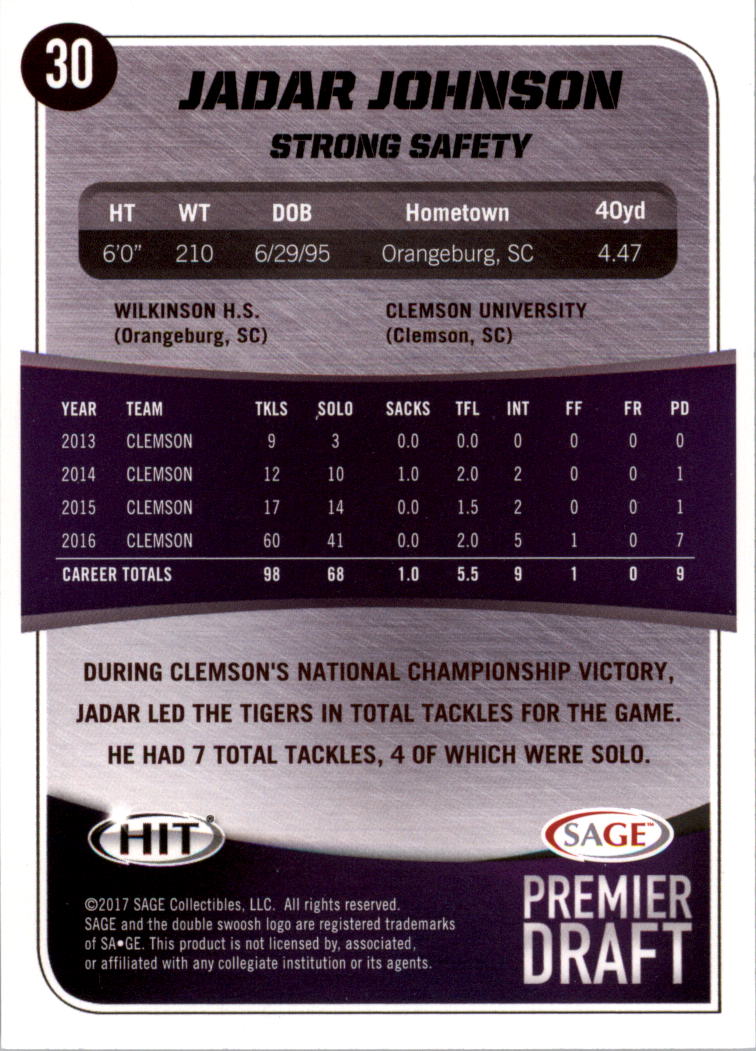 30
JADAR JOHNSON
STRONG SAFETY
HT WT DOB Hometown 40yd
6'0" 210 6/29/95 Orangeburg, SC 4.47
WILKINSON H.S. CLEMSON UNIVERSITY
(Orangeburg, SC) (Clemson, SC)
YEAR TEAM TKLS SOLO SACKS TFL INT FF FR PD
2013 CLEMSON 9 3 0.0 0.0 0 0 0 0
2014 CLEMSON 12 10 1.0 2.0 2 0 0 1
2015 CLEMSON 17 14 0.0 1.5 2 0 0 1
2016 CLEMSON 60 41 0.0 2.0 5 1 0 7
CAREER TOTALS 98 68 1.0 5.5 9 1 0 9
DURING CLEMSON'S NATIONAL CHAMPIONSHIP VICTORY,
JADAR LED THE TIGERS IN TOTAL TACKLES FOR THE GAME.
HE HAD 7 TOTAL TACKLES, 4 OF WHICH WERE SOLO.
HIT® SAGE™
©2017 SAGE Collectibles, LLC. All rights reserved.
SAGE and the double swoosh logo are registered trademarks
of SA•GE. This product is not licensed by, associated,
or affiliated with any collegiate institution or its agents.
PREMIER
DRAFT